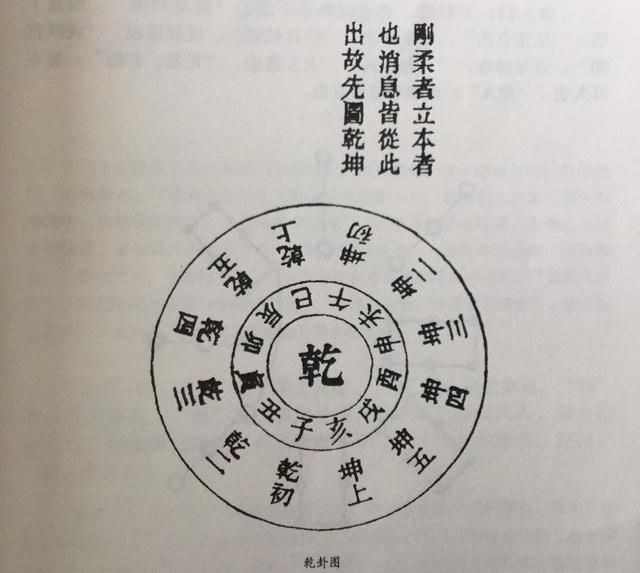 剛柔者立本者
也消息皆從此
出故先圖乾坤
乾初
乾二
乾三
乾四
乾五
乾上
坤初
坤二
坤三
坤四
坤五
坤上
子
丑
寅
卯
辰
巳
午
未
申
酉
戌
亥
乾
乾卦图